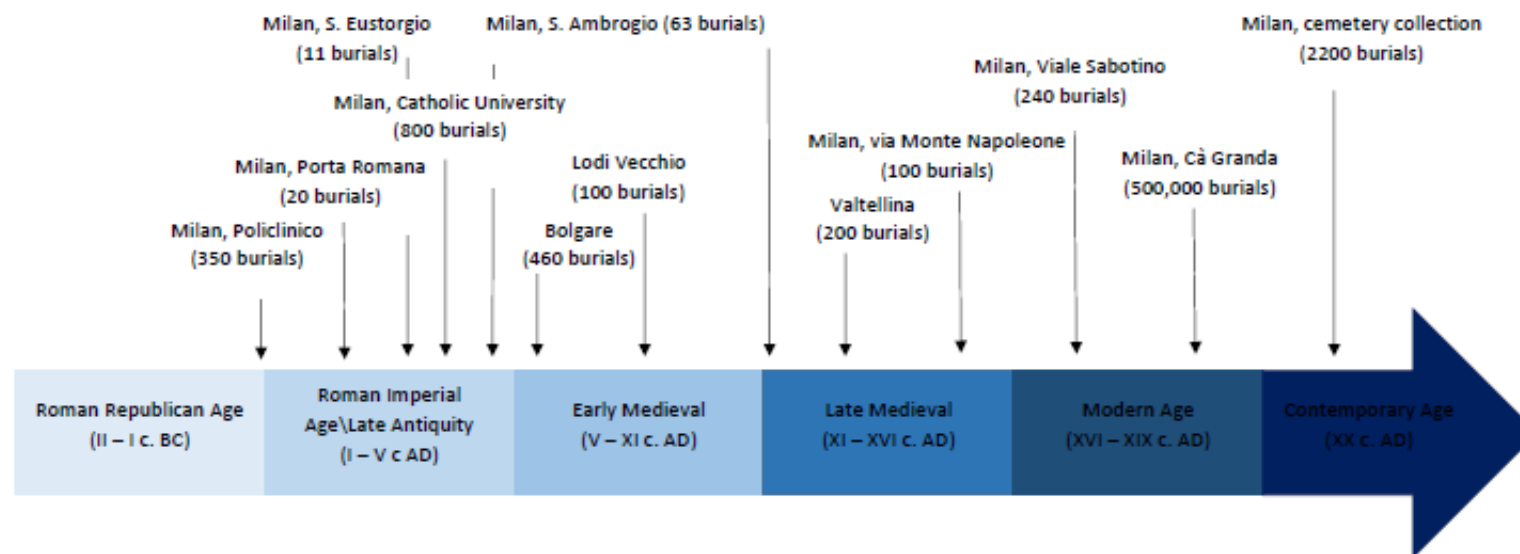 Milan, S. Eustorgio
(11 burials)
Milan, S. Ambrogio (63 burials)
Milan, cemetery collection
(2200 burials)
Milan, Viale Sabotino
(240 burials)
Milan, Catholic University
(800 burials)
Milan, via Monte Napoleone
(100 burials)
Milan, Cà Granda
(500,000 burials)
Milan, Porta Romana
(20 burials)
Lodi Vecchio
(100 burials)
Valtellina
(200 burials)
Milan, Policlinico
(350 burials)
Bolgare
(460 burials)
Roman Republican Age
(II – I c. BC)
Roman Imperial
Age\Late Antiquity
(I – V c AD)
Early Medieval
(V – XI c. AD)
Late Medieval
(XI – XVI c. AD)
Modern Age
(XVI – XIX c. AD)
Contemporary Age
(XX c. AD)